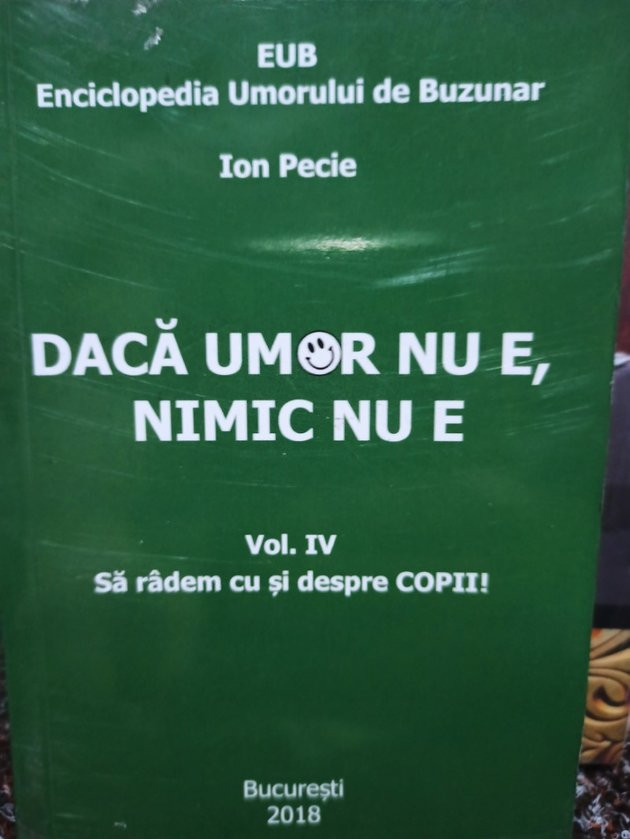 EUB
Enciclopedia Umorului de Buzunar
Ion Pecie
DACĂ UMOR NU E,
NIMIC NU E
Vol. IV
Să râdem cu și despre COPII!
București
2018